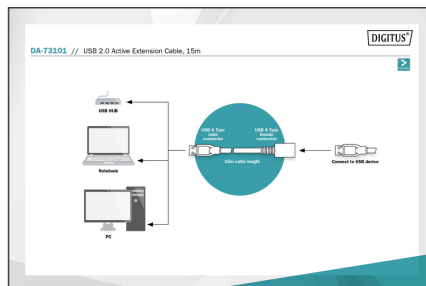 DIGITUS®
DA-73101 // USB 2.0 Active Extension Cable, 15m
USB HUB
USB A Type
male
connector
USB A Type
female
connector
15m cable length
Notebook
Connect to USB device
PC